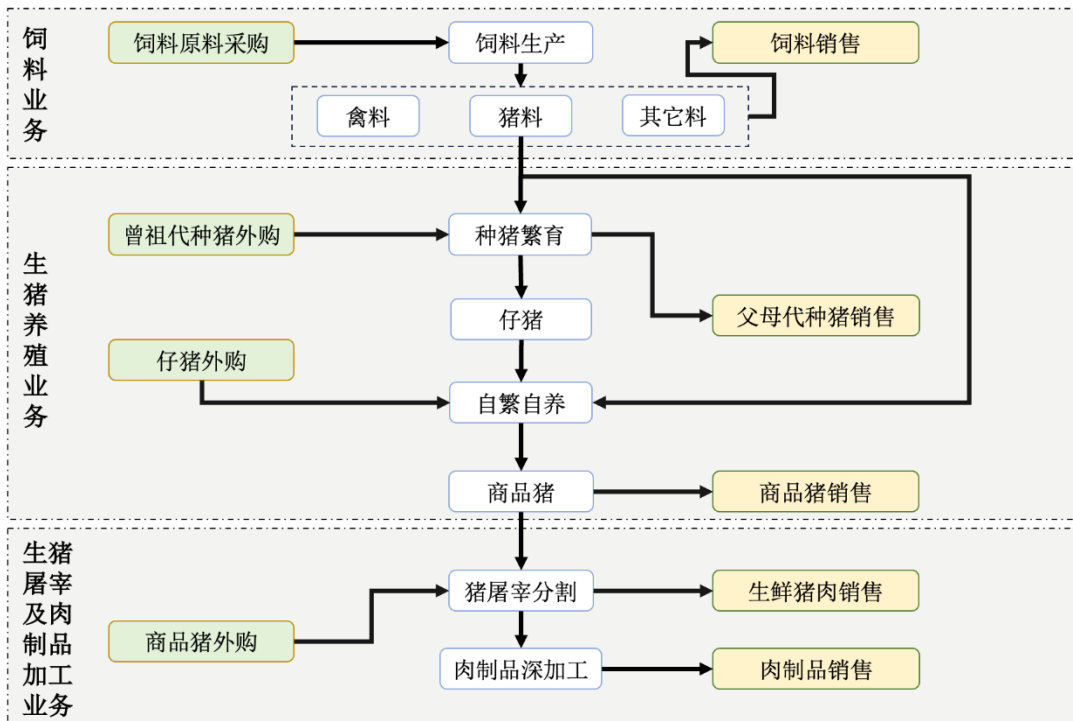 饲料业务
饲料原料采购
饲料生产
饲料销售
禽料
猪料
其它料
生猪养殖业务
曾祖代种猪外购
种猪繁育
仔猪
父母代种猪销售
仔猪外购
自繁自养
商品猪
商品猪销售
生猪
屠宰
及肉
制品
加工
业务
猪屠宰分割
生鲜猪肉销售
商品猪外购
肉制品深加工
肉制品销售